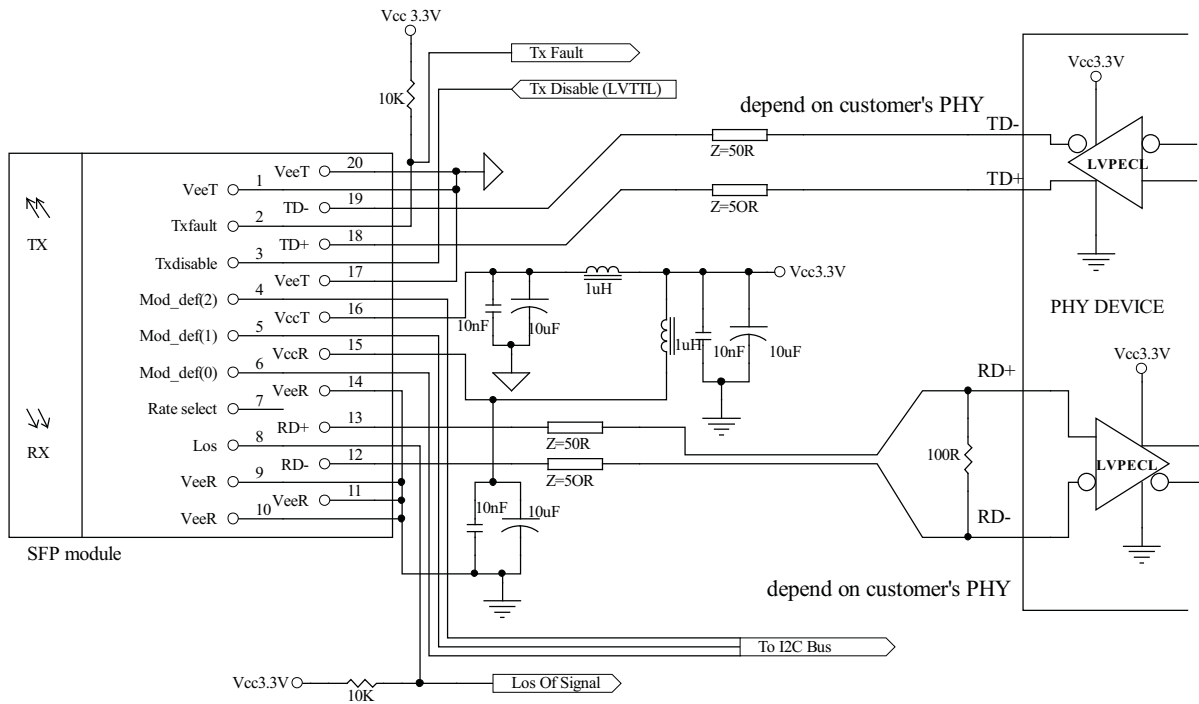 Vcc 3.3V
10K
Tx Fault
Tx Disable (LVTTL)
depend on customer's PHY
Z=50R
Z=5OR
TD-
TD+
Vcc3.3V
LVPECL
PHY DEVICE
TX
RX
SFP module
VeeT 20
VeeT 1
TD- 19
Txfault 2
TD+ 18
Txdisable 3
VeeT 17
Mod_def(2) 4
VccT 16
Mod_def(1) 5
VccR 15
Mod_def(0) 6
VeeR 14
Rate select 7
RD+ 13
Los 8
RD- 12
VeeR 9
VeeR 11
VeeR 10
1uH
Vcc3.3V
10nF
10uF
1uH
10nF
10uF
Z=50R
Z=5OR
10nF
10uF
RD+
100R
RD-
Vcc3.3V
LVPECL
depend on customer's PHY
To I2C Bus
Vcc3.3V
10K
Los Of Signal